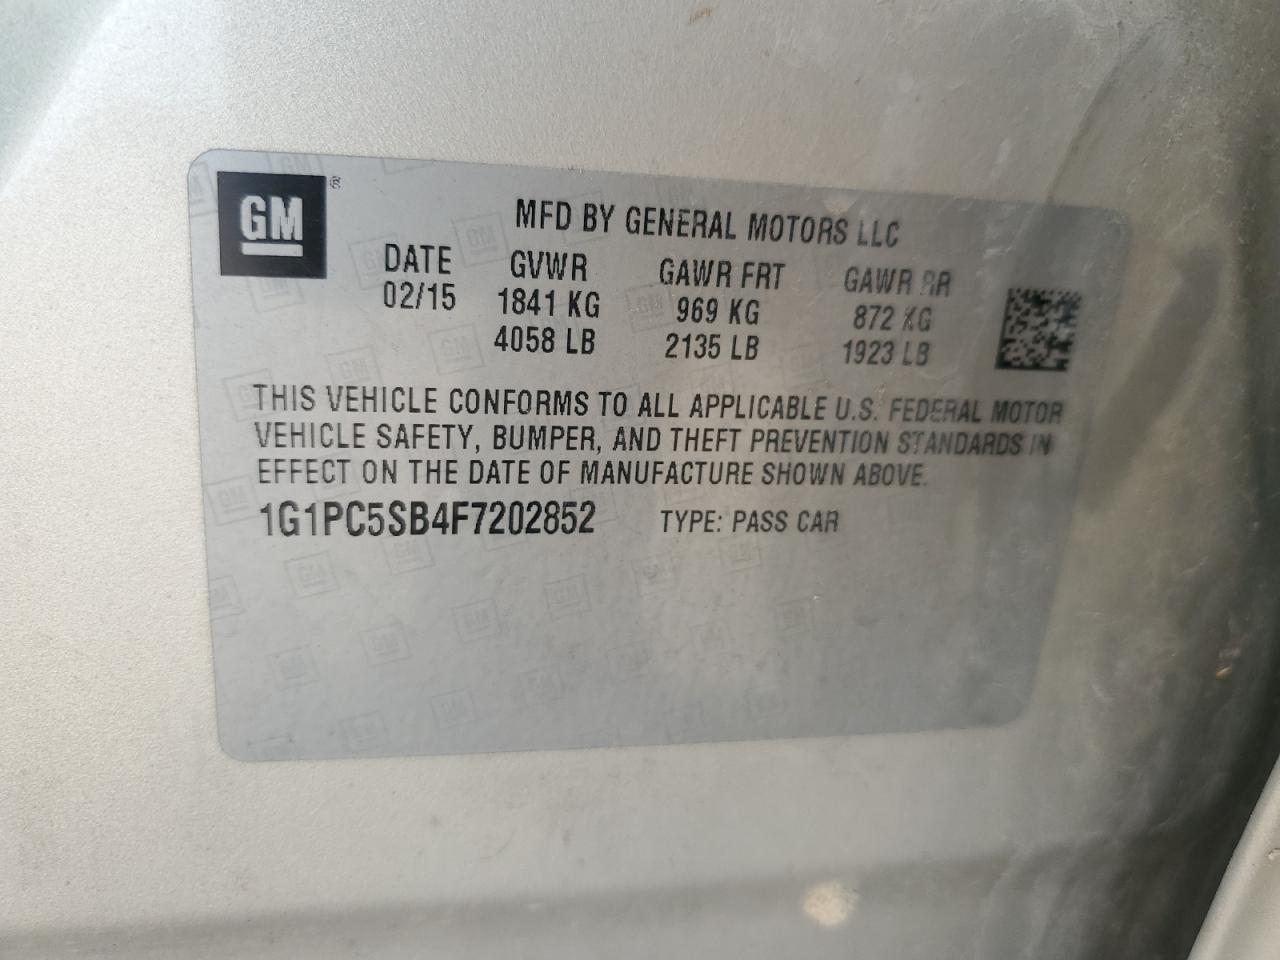 GM ®
MFD BY GENERAL MOTORS LLC
DATE GVWR GAWR FRT GAWR RR
02/15 1841 KG 969 KG 872 KG
4058 LB 2135 LB 1923 LB
THIS VEHICLE CONFORMS TO ALL APPLICABLE U.S. FEDERAL MOTOR
VEHICLE SAFETY, BUMPER, AND THEFT PREVENTION STANDARDS IN
EFFECT ON THE DATE OF MANUFACTURE SHOWN ABOVE.
1G1PC5SB4F7202852 TYPE: PASS CAR